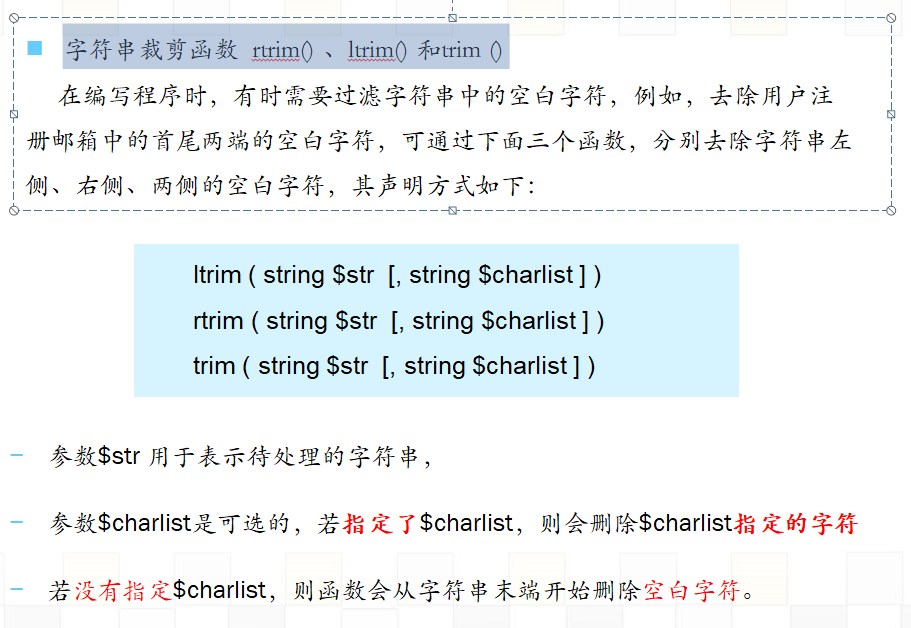 字符串裁剪函数 rtrim() 、ltrim() 和trim ()
在编写程序时，有时需要过滤字符串中的空白字符，例如，去除用户注
册邮箱中的首尾两端的空白字符，可通过下面三个函数，分别去除字符串左
侧、右侧、两侧的空白字符，其声明方式如下：
ltrim ( string $str [, string $charlist ] )
rtrim ( string $str [, string $charlist ] )
trim ( string $str [, string $charlist ] )
参数$str 用于表示待处理的字符串，
参数$charlist是可选的，若指定了$charlist，则会删除$charlist指定的字符
若没有指定$charlist，则函数会从字符串末端开始删除空白字符。